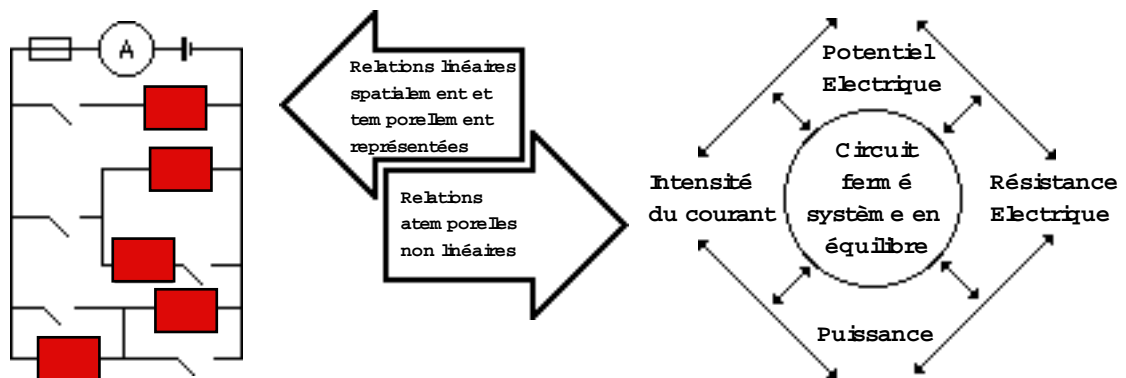 A
Relations linéaires
spatialement et
temporellement
représentées
Relations
atemporelles
non linéaires
Potentiel
Electrique
Circuit
fermé
système en
équilibre
Intensité
du courant
Résistance
Electrique
Puissance